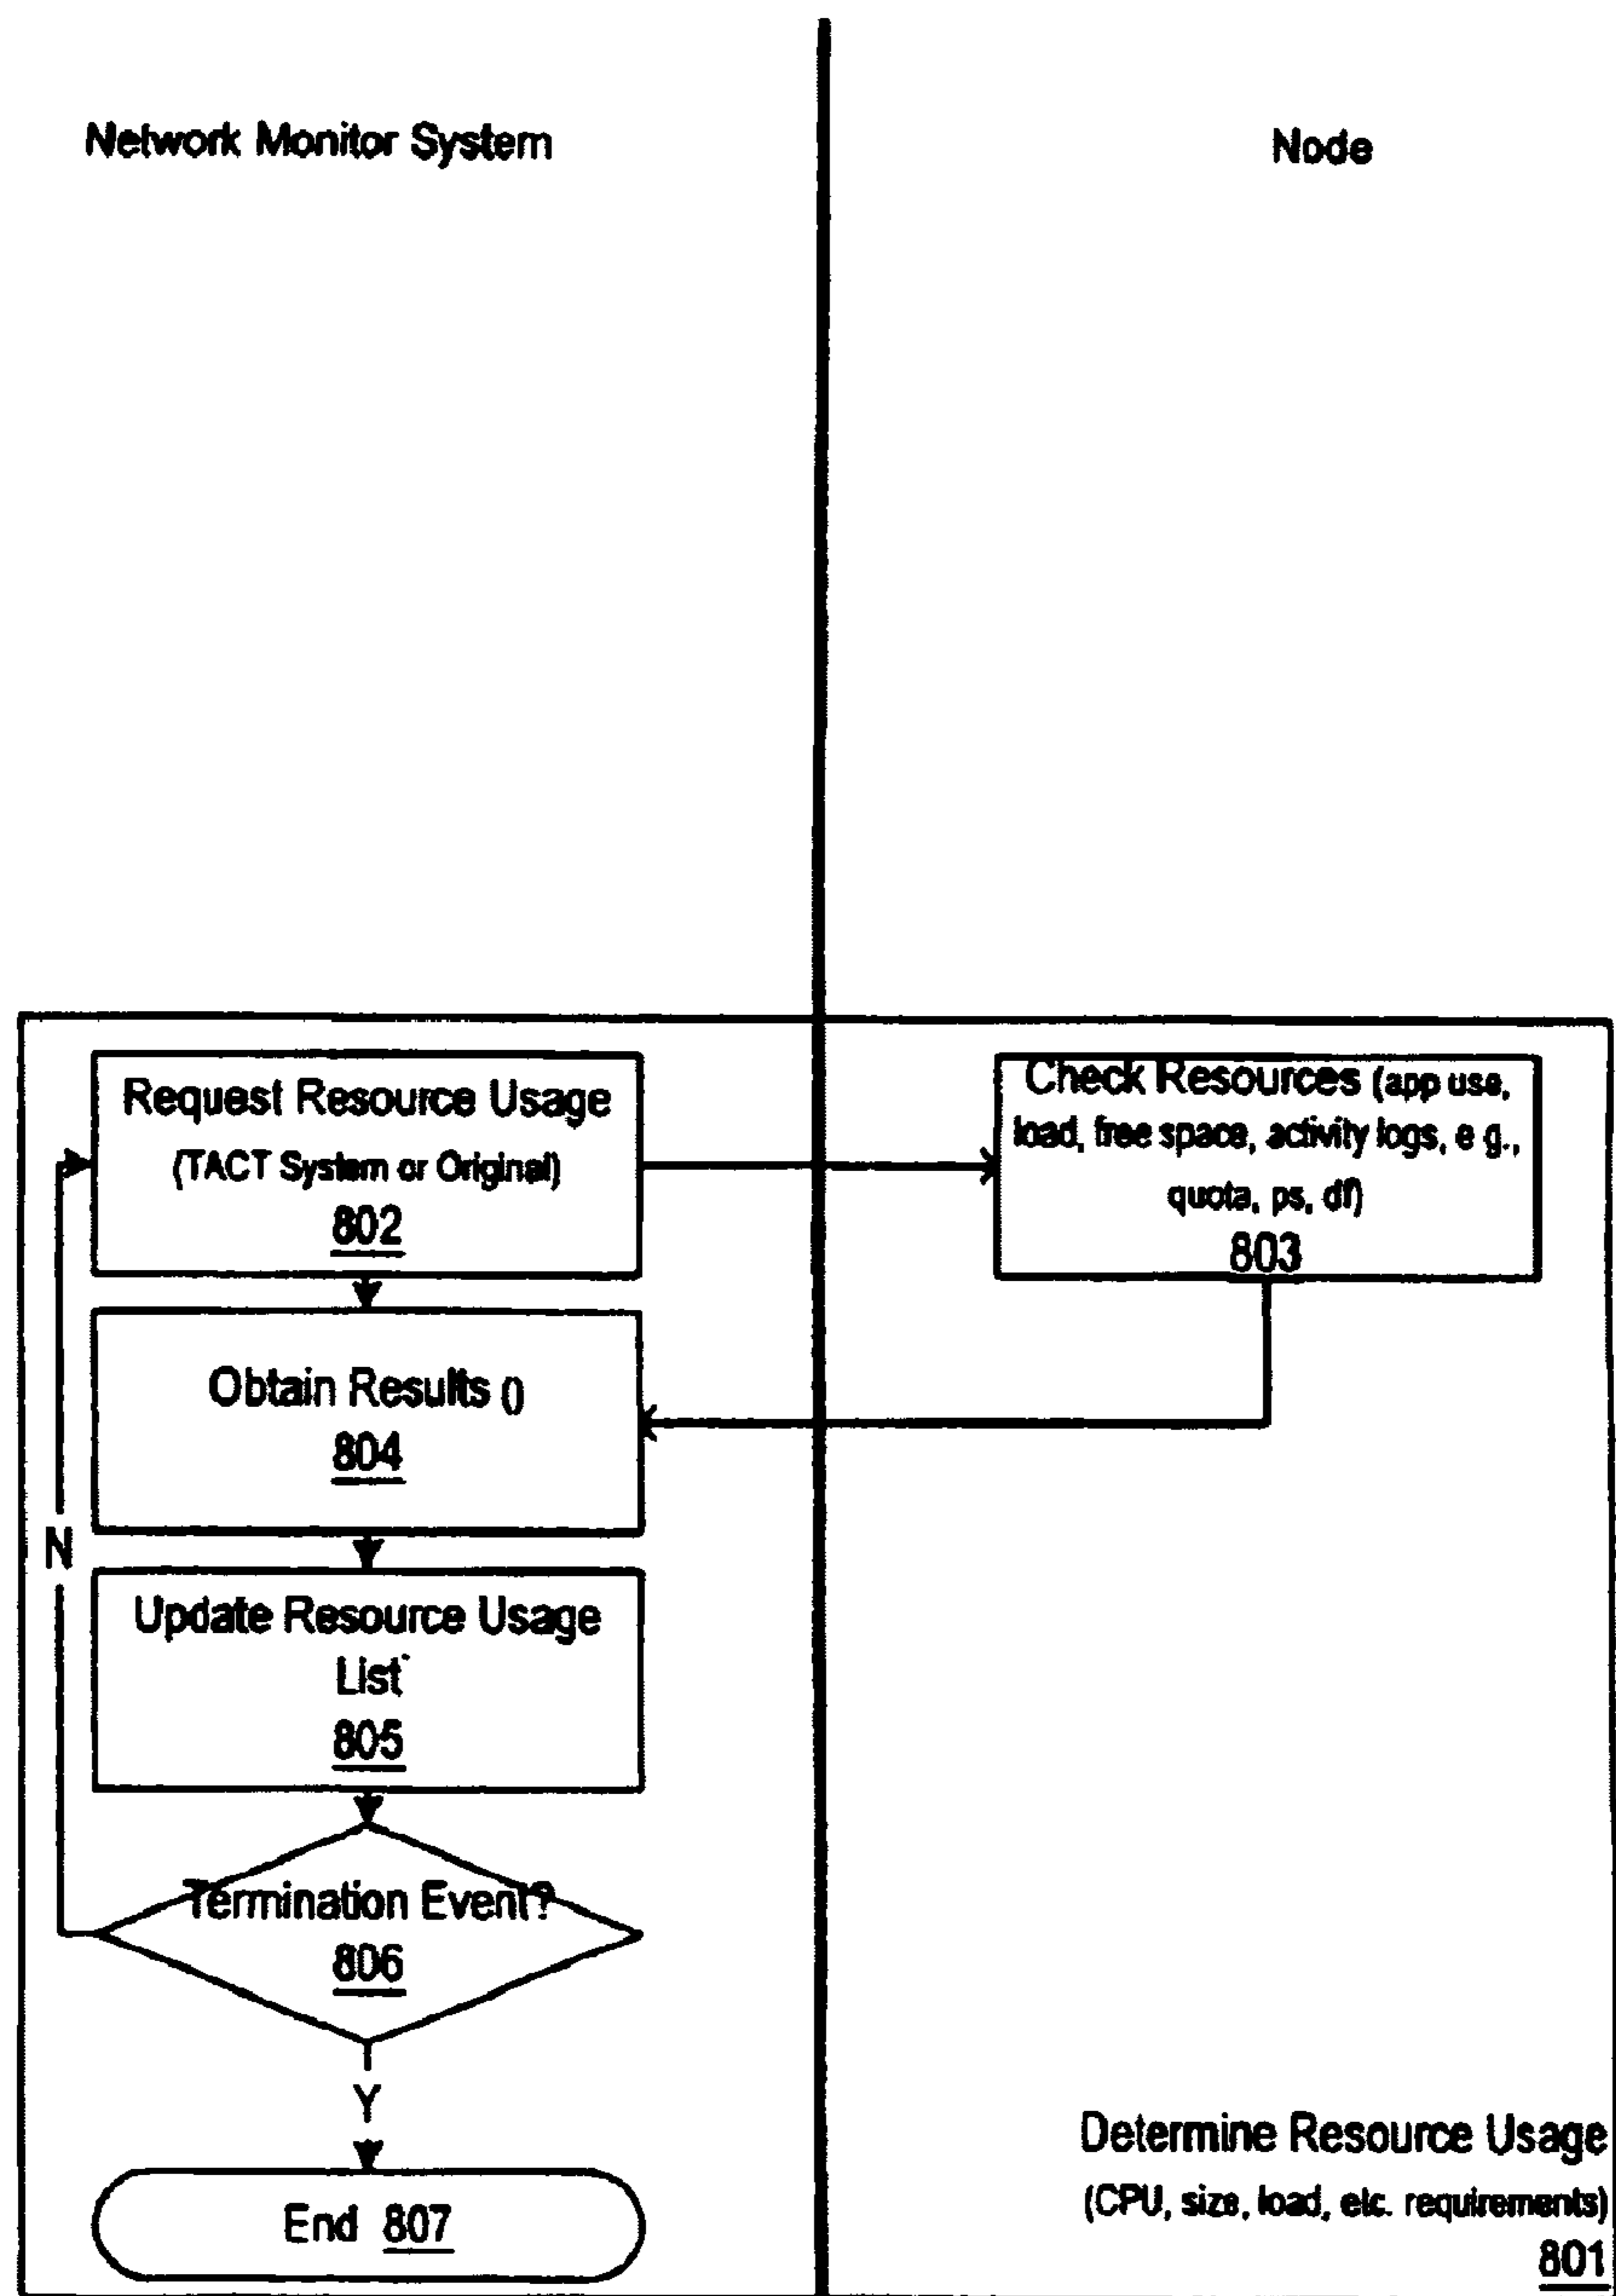 Network Monitor System
Node
Request Resource Usage
(TACT System or Original)
802
Check Resources (app use,
load, free space, activity logs, e g.,
quota, ps, df)
803
Obtain Results ()
804
N
Update Resource Usage
List
805
Termination Event?
806
Y
End 807
Determine Resource Usage
(CPU, size, load, etc. requirements)
801